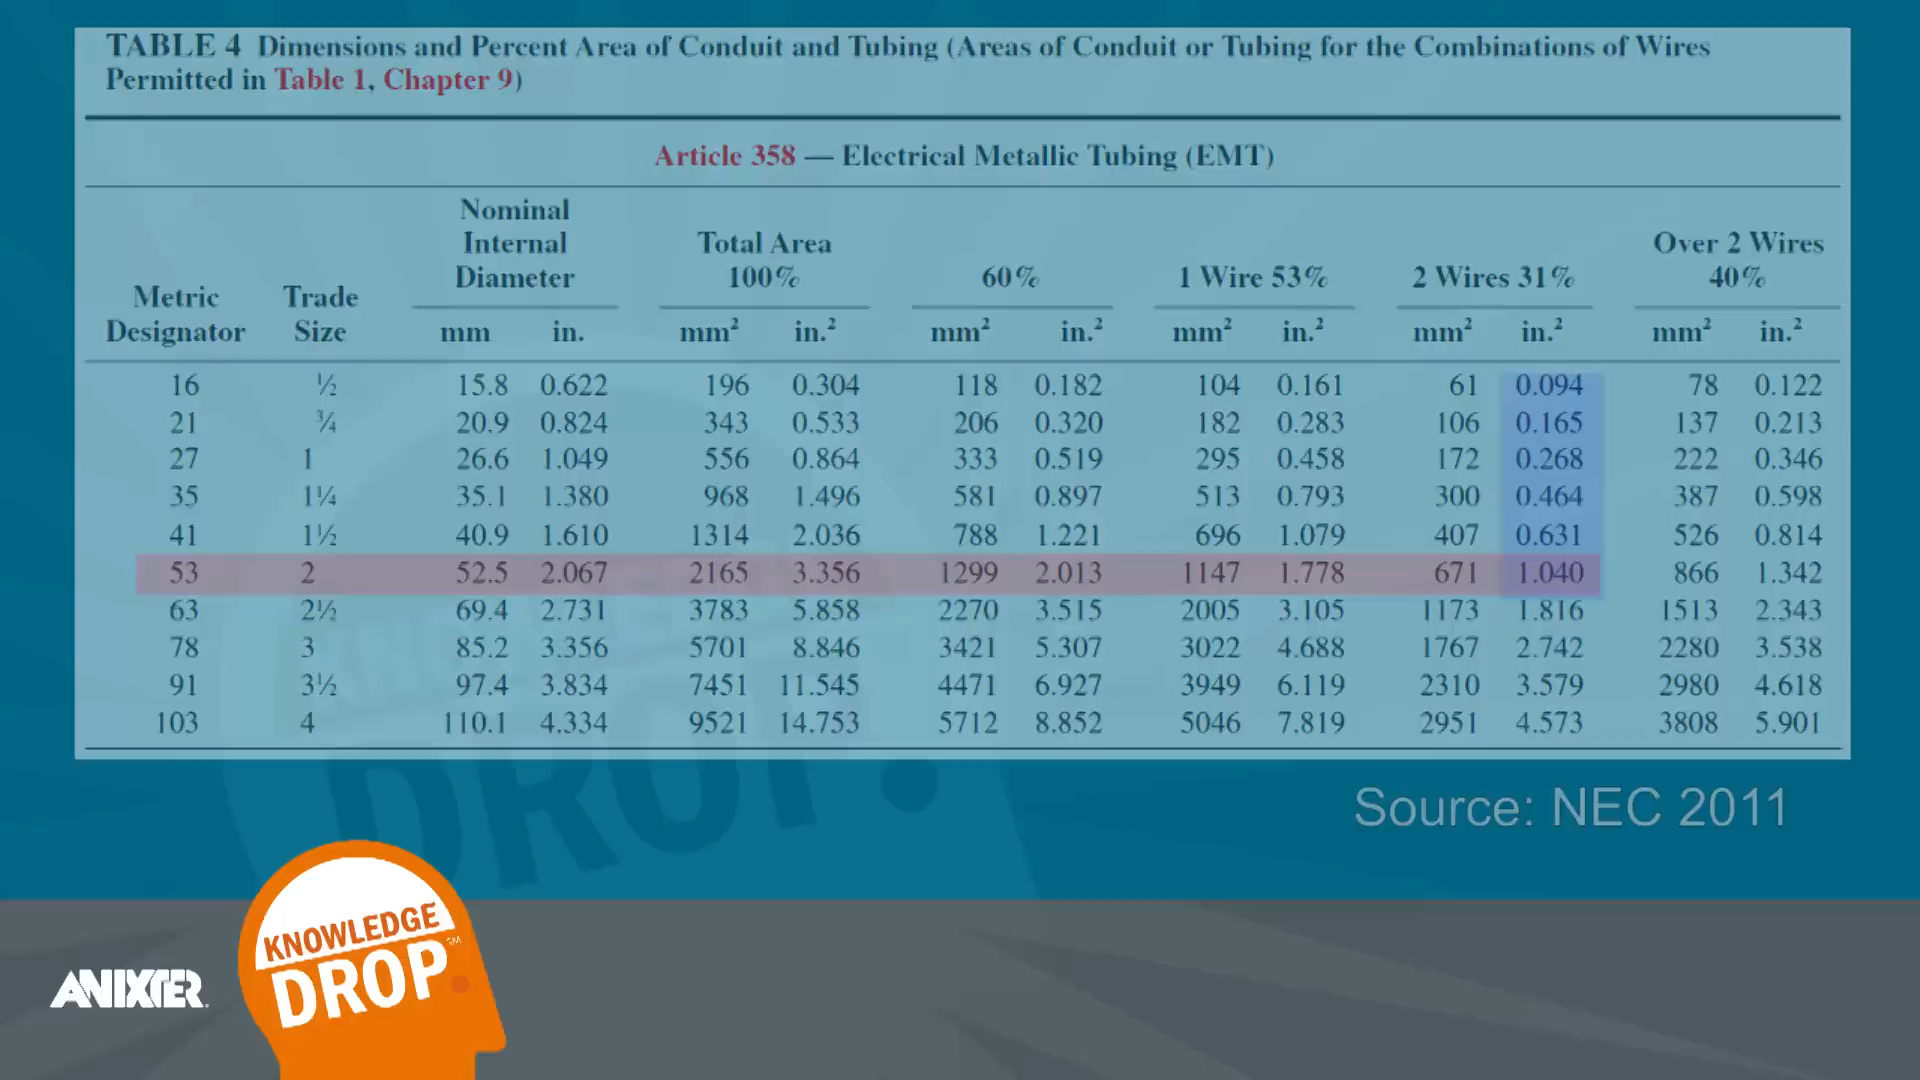 TABLE 4 Dimensions and Percent Area of Conduit and Tubing (Areas of Conduit or Tubing for the Combinations of Wires
Permitted in Table 1, Chapter 9)
Article 358 — Electrical Metallic Tubing (EMT)
Metric Designator Trade Size Nominal Internal Diameter Total Area 100% 60% 1 Wire 53% 2 Wires 31% Over 2 Wires 40%
mm in. mm² in.² mm² in.² mm² in.² mm² in.² mm² in.²
16 ½ 15.8 0.622 196 0.304 118 0.182 104 0.161 61 0.094 78 0.122
21 ¾ 20.9 0.824 343 0.533 206 0.320 182 0.283 106 0.165 137 0.213
27 1 26.6 1.049 556 0.864 333 0.519 295 0.458 172 0.268 222 0.346
35 1¼ 35.1 1.380 968 1.496 581 0.897 513 0.793 300 0.464 387 0.598
41 1½ 40.9 1.610 1314 2.036 788 1.221 696 1.079 407 0.631 526 0.814
53 2 52.5 2.067 2165 3.356 1299 2.013 1147 1.778 671 1.040 866 1.342
63 2½ 69.4 2.731 3783 5.858 2270 3.515 2005 3.105 1173 1.816 1513 2.343
78 3 85.2 3.356 5701 8.846 3421 5.307 3022 4.688 1767 2.742 2280 3.538
91 3½ 97.4 3.834 7451 11.545 4471 6.927 3949 6.119 2310 3.579 2980 4.618
103 4 110.1 4.334 9521 14.753 5712 8.852 5046 7.819 2951 4.573 3808 5.901
KNOWLEDGE
DROP.
Source: NEC 2011
KNOWLEDGE
DROP℠
ANIXTER.